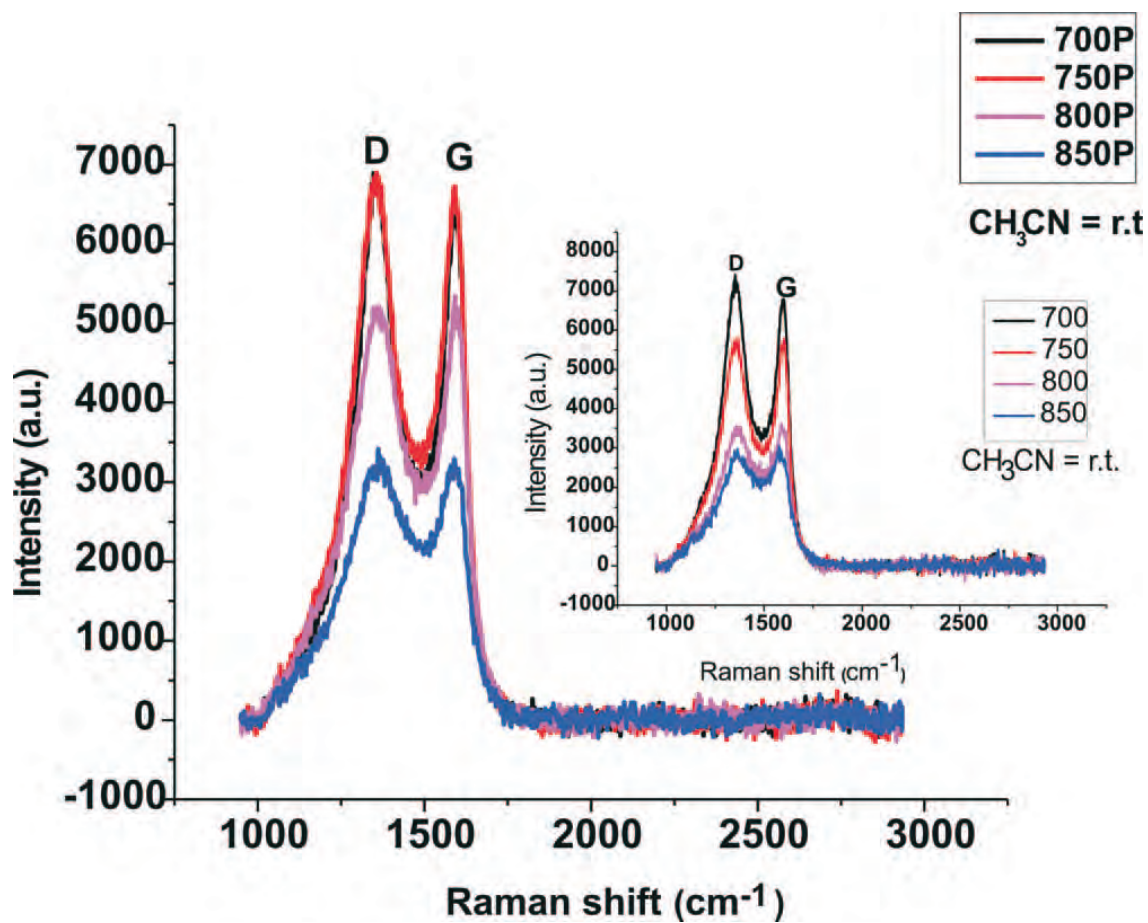 700P
750P
800P
850P
CH₃CN = r.t
D
G
7000
6000
5000
4000
3000
2000
1000
0
-1000
Intensity (a.u.)
1000 1500 2000 2500 3000
Raman shift (cm⁻¹)
D
G
8000
7000
6000
5000
4000
3000
2000
1000
0
-1000
Intensity (a.u.)
1000 1500 2000 2500 3000
Raman shift (cm⁻¹)
700
750
800
850
CH₃CN = r.t.